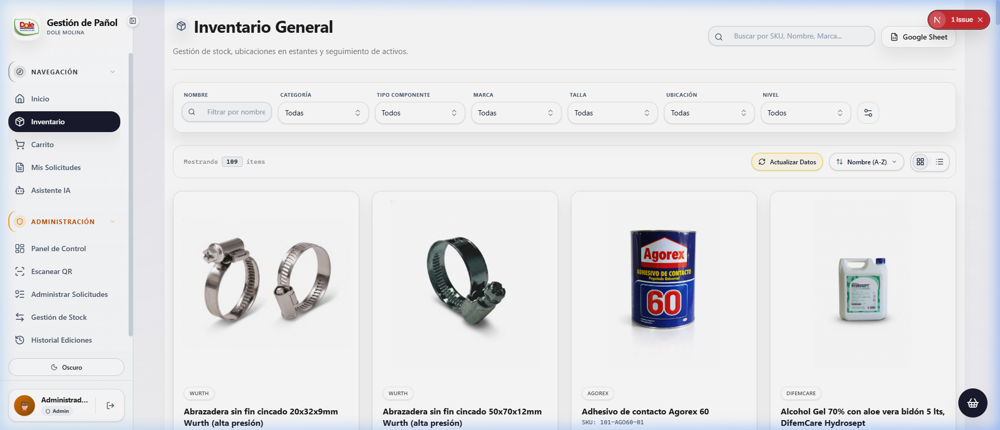 Dole
Gestión de Pañol
DOLE MOLINA
NAVEGACIÓN
Inicio
Inventario
Carrito
Mis Solicitudes
Asistente IA
ADMINISTRACIÓN
Panel de Control
Escanear QR
Administrar Solicitudes
Gestión de Stock
Historial Ediciones
Oscuro
Administrad...
Admin
Inventario General
Gestión de stock, ubicaciones en estantes y seguimiento de activos.
Buscar por SKU, Nombre, Marca...
Google Sheet
N 1 Issue
NOMBRE
Filtrar por nombre
CATEGORÍA
Todas
TIPO COMPONENTE
Todos
MARCA
Todas
TALLA
Todas
UBICACIÓN
Todas
NIVEL
Todos
Mostrando 109 ítems
Actualizar Datos
Nombre (A-Z)
Agorex
ADHESIVO DE CONTACTO
Pegatodo Universal
60
HYDROSEPT
WURTH
Abrazadera sin fin cincado 20x32x9mm
Wurth (alta presión)
WURTH
Abrazadera sin fin cincado 50x70x12mm
Wurth (alta presión)
AGOREX
Adhesivo de contacto Agorex 60
SKU: 101-AGO60-01
DIFEMCARE
Alcohol Gel 70% con aloe vera bidón 5 lts,
DifemCare Hydrosept